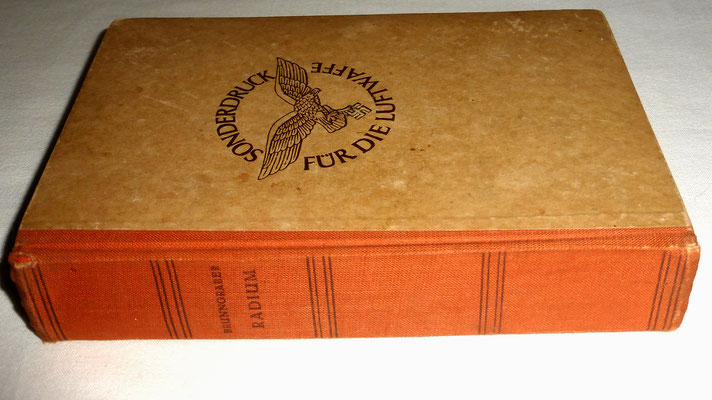 SONDERDRUCK
FÜR DIE LUFTWAFFE
BRUNNGRABER
RADIUM